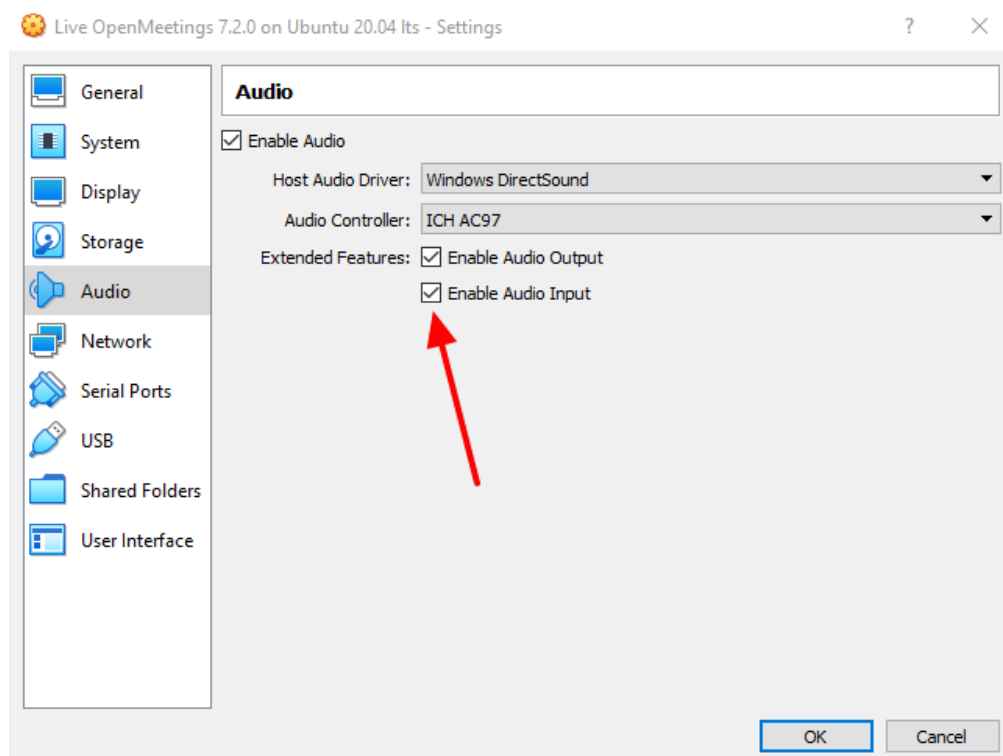 Live OpenMeetings 7.2.0 on Ubuntu 20.04 lts - Settings ?
General
System
Display
Storage
Audio
Network
Serial Ports
USB
Shared Folders
User Interface
Audio
Enable Audio
Host Audio Driver: Windows DirectSound
Audio Controller: ICH AC97
Extended Features: Enable Audio Output
Enable Audio Input
OK Cancel